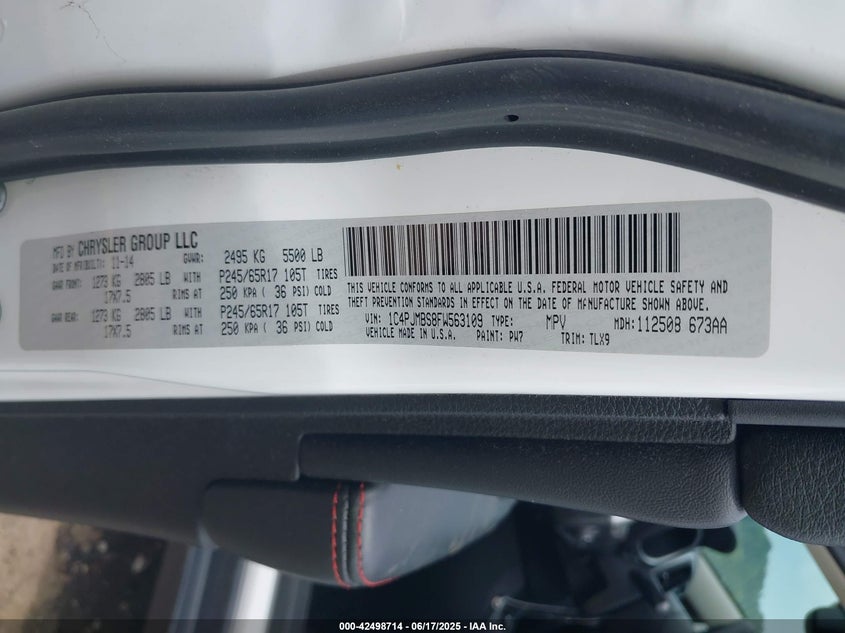 MFD BY CHRYSLER GROUP LLC
DATE OF MFR(BUILT): 11-14 GVWR: 2495 KG 5500 LB
GAWR FRONT: 1273 KG 2805 LB WITH P245/65R17 105T TIRES
17X7.5 RIMS AT 250 KPA ( 36 PSI) COLD
GAWR REAR: 1273 KG 2805 LB WITH P245/65R17 105T TIRES
17X7.5 RIMS AT 250 KPA ( 36 PSI) COLD
THIS VEHICLE CONFORMS TO ALL APPLICABLE U.S.A. FEDERAL MOTOR VEHICLE SAFETY AND
THEFT PREVENTION STANDARDS IN EFFECT ON THE DATE OF MANUFACTURE SHOWN ABOVE.
VIN: 1C4PJMBS8FW563109 TYPE: MPV MDH:112508 673AA
VEHICLE MADE IN U.S.A. PAINT: PW7 TRIM: TLX9
000-42498714 - 06/17/2025 - IAA Inc.